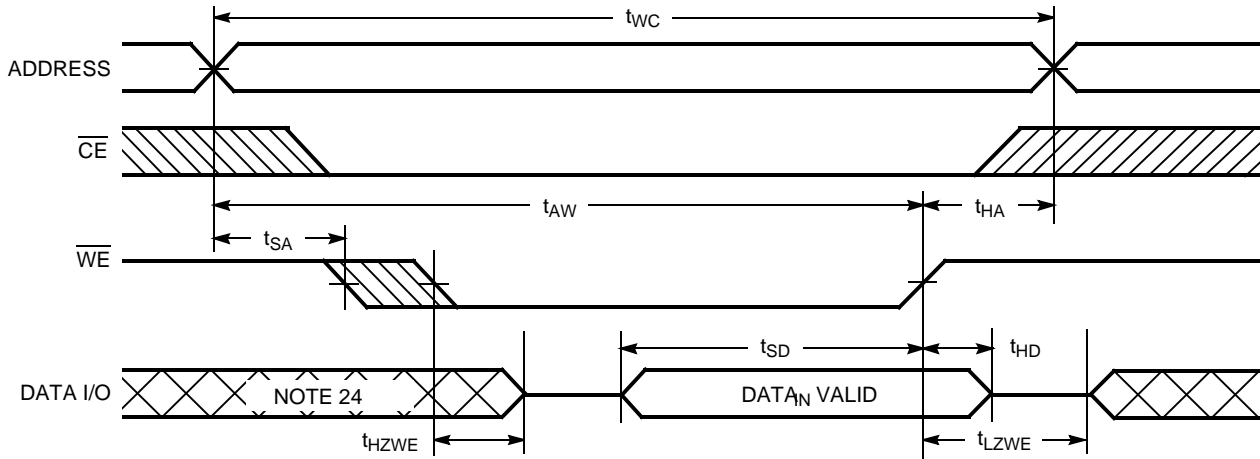 tWC
ADDRESS
CE
tAW
tHA
tSA
WE
tSD
tHD
DATA I/O
NOTE 24
DATAIN VALID
tHZWE
tLZWE